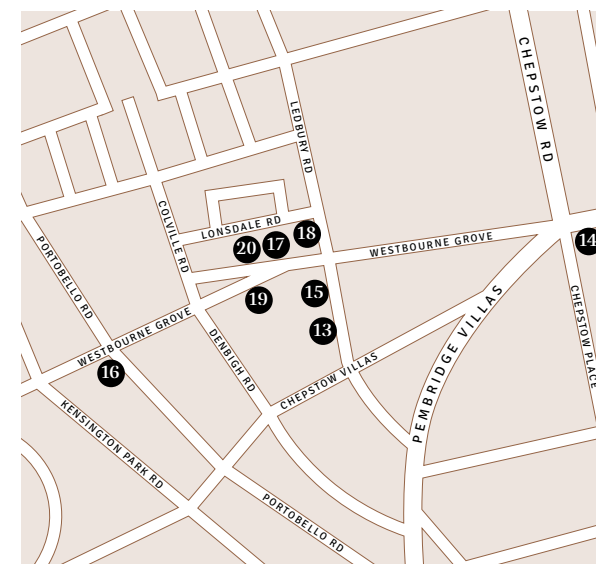 CHEPSTOW RD
LEDBURY RD
COLVILLE RD
LONSDALE RD
PORTOBELLO RD
20
17
18
WESTBOURNE GROVE
14
19
15
13
CHEPSTOW PLACE
WESTBOURNE GROVE
DENBIGH RD
PEMBRIDGE VILLAS
16
CHEPSTOW VILLAS
KENSINGTON PARK RD
PORTOBELLO RD